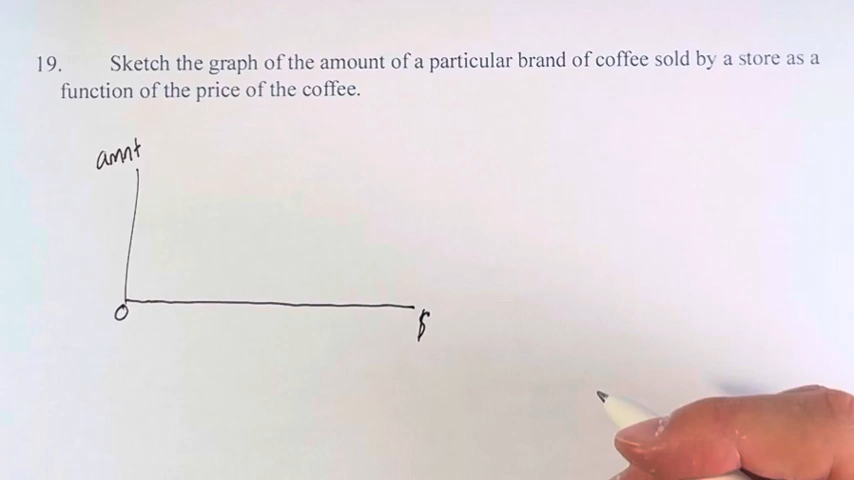 19. Sketch the graph of the amount of a particular brand of coffee sold by a store as a
function of the price of the coffee.
amnt
0
$